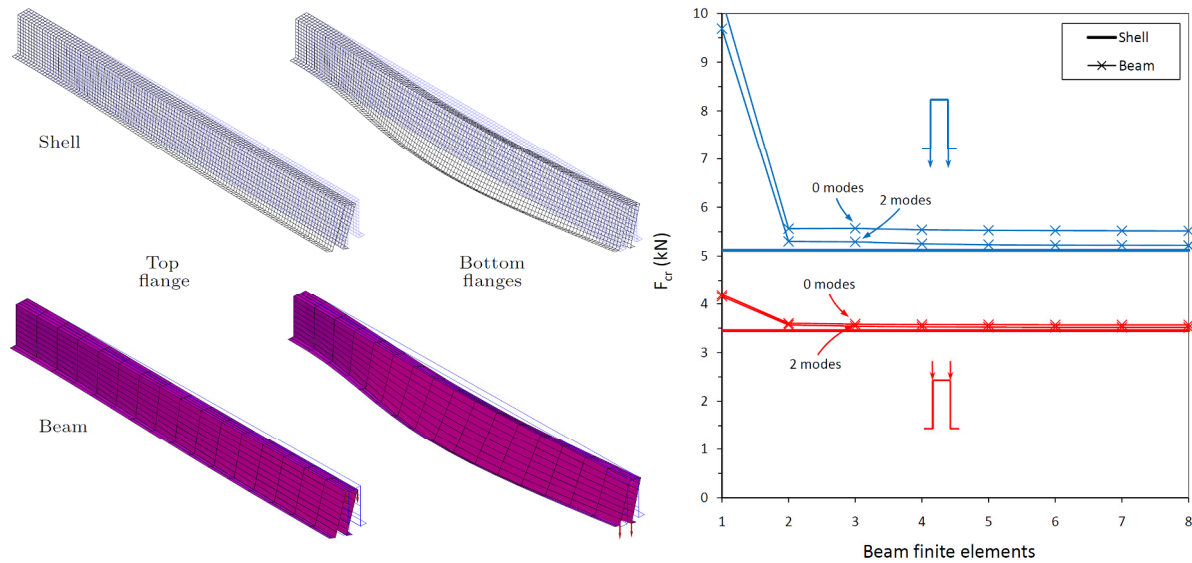 Shell
Top
flange
Bottom
flanges
Beam
10
9
8
7
6
5
4
3
2
1
0
F_cr (kN)
Shell
Beam
0 modes
2 modes
0 modes
2 modes
1 2 3 4 5 6 7 8
Beam finite elements